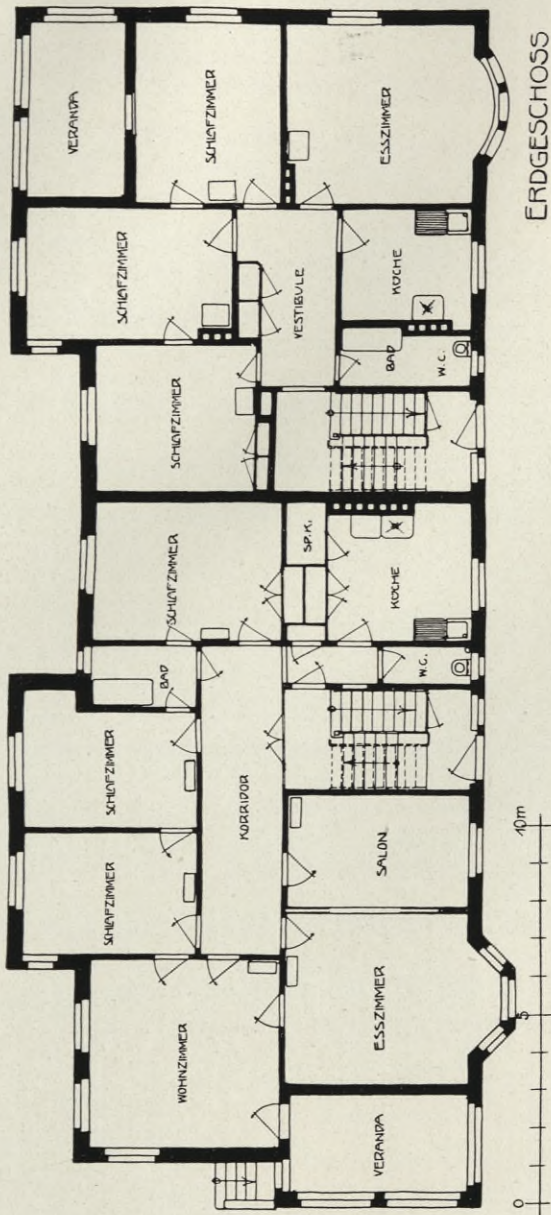 SCHLAFZIMMER
SCHLAFZIMMER
SCHLAFZIMMER
VERANDA
WOHNZIMMER
BAD
SCHLAFZIMMER
SCHLAFZIMMER
SCHLAFZIMMER
KORRIDOR
SP.K.
VESTIBULE
VERANDA
ESSZIMMER
SALON
KÜCHE
BAD
KÜCHE
ESSZIMMER
W.C.
W.C.
0 5 10m
ERDGESCHOSS